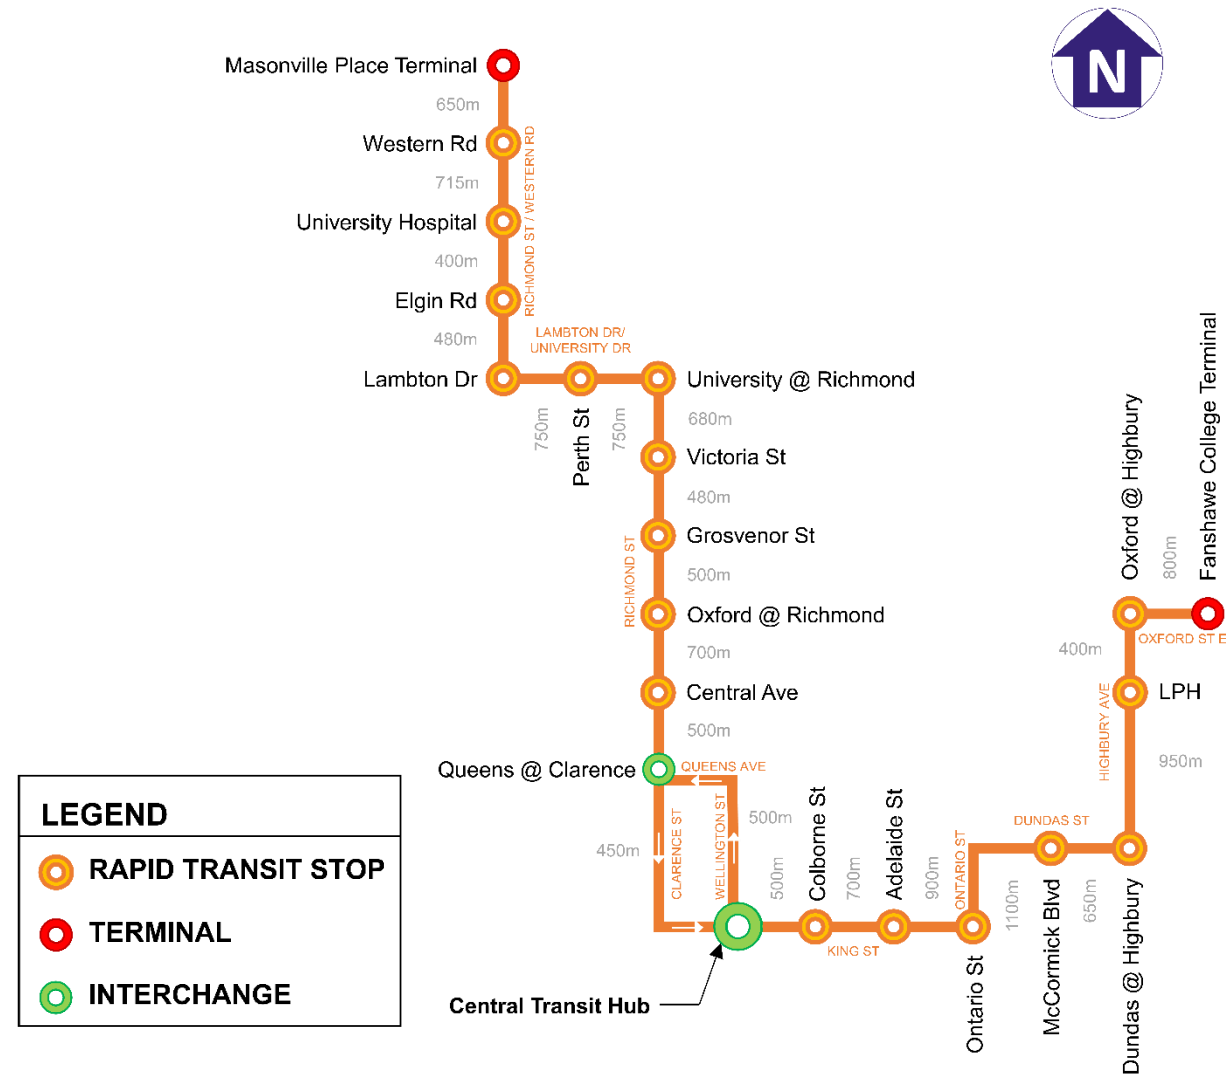 N
Masonville Place Terminal
650m
Western Rd
715m
University Hospital
400m
Elgin Rd
480m
Lambton Dr
RICHMOND ST / WESTERN RD
LAMBTON DR/
UNIVERSITY DR
750m
Perth St
750m
University @ Richmond
680m
Victoria St
480m
Grosvenor St
500m
RICHMOND ST
Oxford @ Richmond
700m
Central Ave
500m
Queens @ Clarence
QUEENS AVE
450m
CLARENCE ST
WELLINGTON ST
500m
Central Transit Hub
500m
Colborne St
700m
KING ST
Adelaide St
900m
ONTARIO ST
Ontario St
1100m
DUNDAS ST
McCormick Blvd
650m
Dundas @ Highbury
950m
HIGHBURY AVE
LPH
400m
Oxford @ Highbury
800m
OXFORD ST E
Fanshawe College Terminal
LEGEND
RAPID TRANSIT STOP
TERMINAL
INTERCHANGE